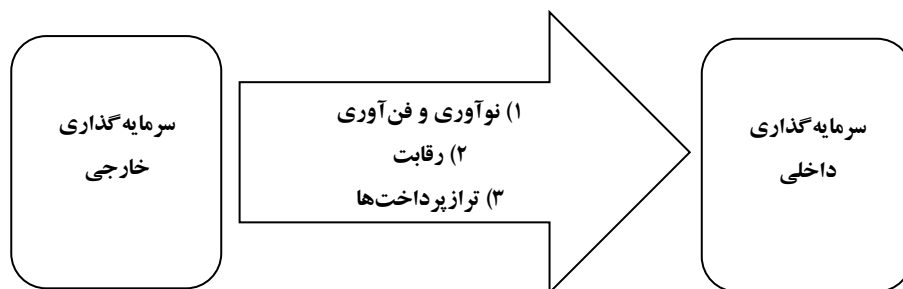 سرمایه‌گذاری
خارجی
۱) نوآوری و فن‌آوری
۲) رقابت
۳) ترازپرداخت‌ها
سرمایه‌گذاری
داخلی